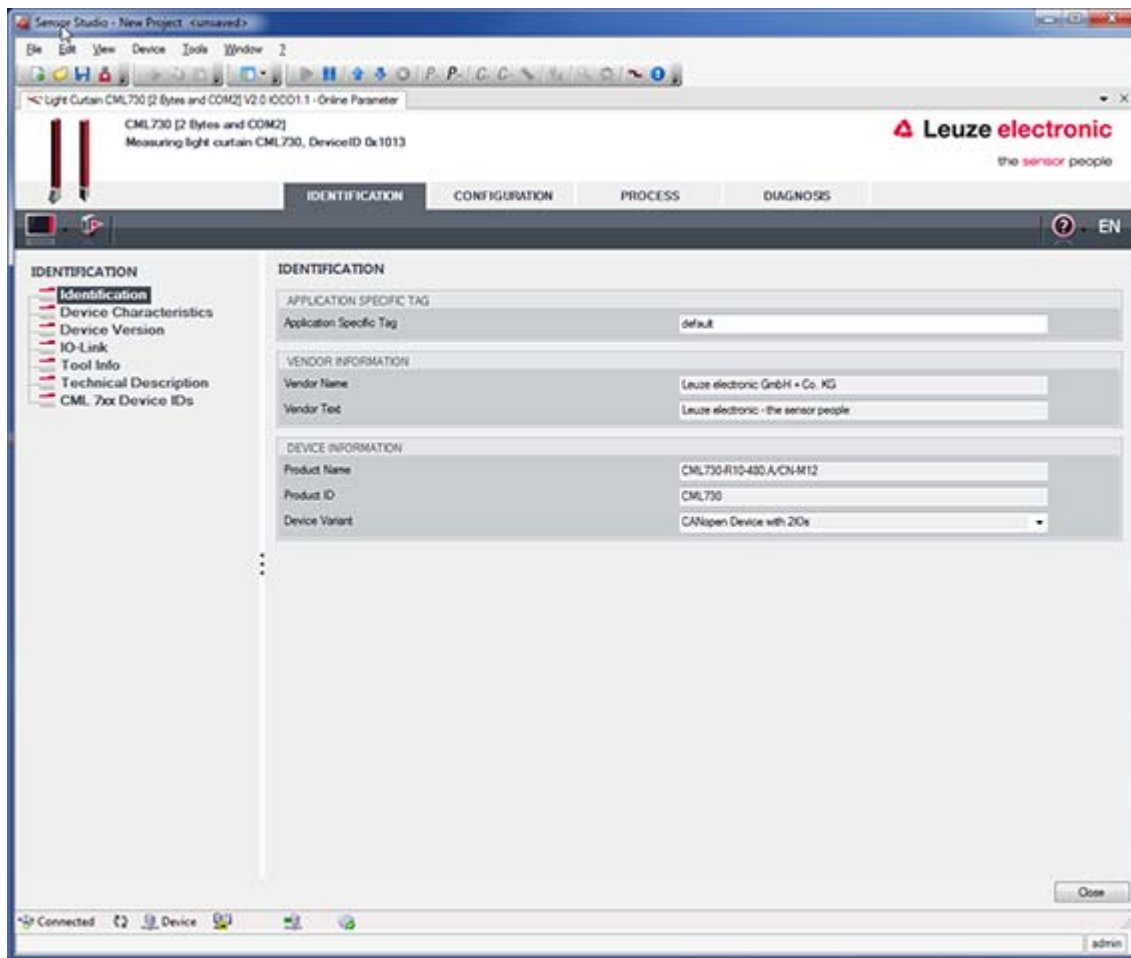 Sensor Studio - New Project <unsaved>
File Edit View Device Tools Window ?
P. P- C. C-
Light Curtain CML730 [2 Bytes and COM2] V2.0 IODD1.1 - Online Parameter
CML730 [2 Bytes and COM2]
Measuring light curtain CML730, DeviceID 0x1013
Leuze electronic
the sensor people
IDENTIFICATION CONFIGURATION PROCESS DIAGNOSIS
EN
IDENTIFICATION
Identification
Device Characteristics
Device Version
IO-Link
Tool Info
Technical Description
CML 7xx Device IDs
IDENTIFICATION
APPLICATION SPECIFIC TAG
Application Specific Tag default
VENDOR INFORMATION
Vendor Name Leuze electronic GmbH + Co. KG
Vendor Text Leuze electronic - the sensor people
DEVICE INFORMATION
Product Name CML730-R10-480.A/CN-M12
Product ID CML730
Device Variant CANopen Device with 2IOs
Close
Connected Device
admin